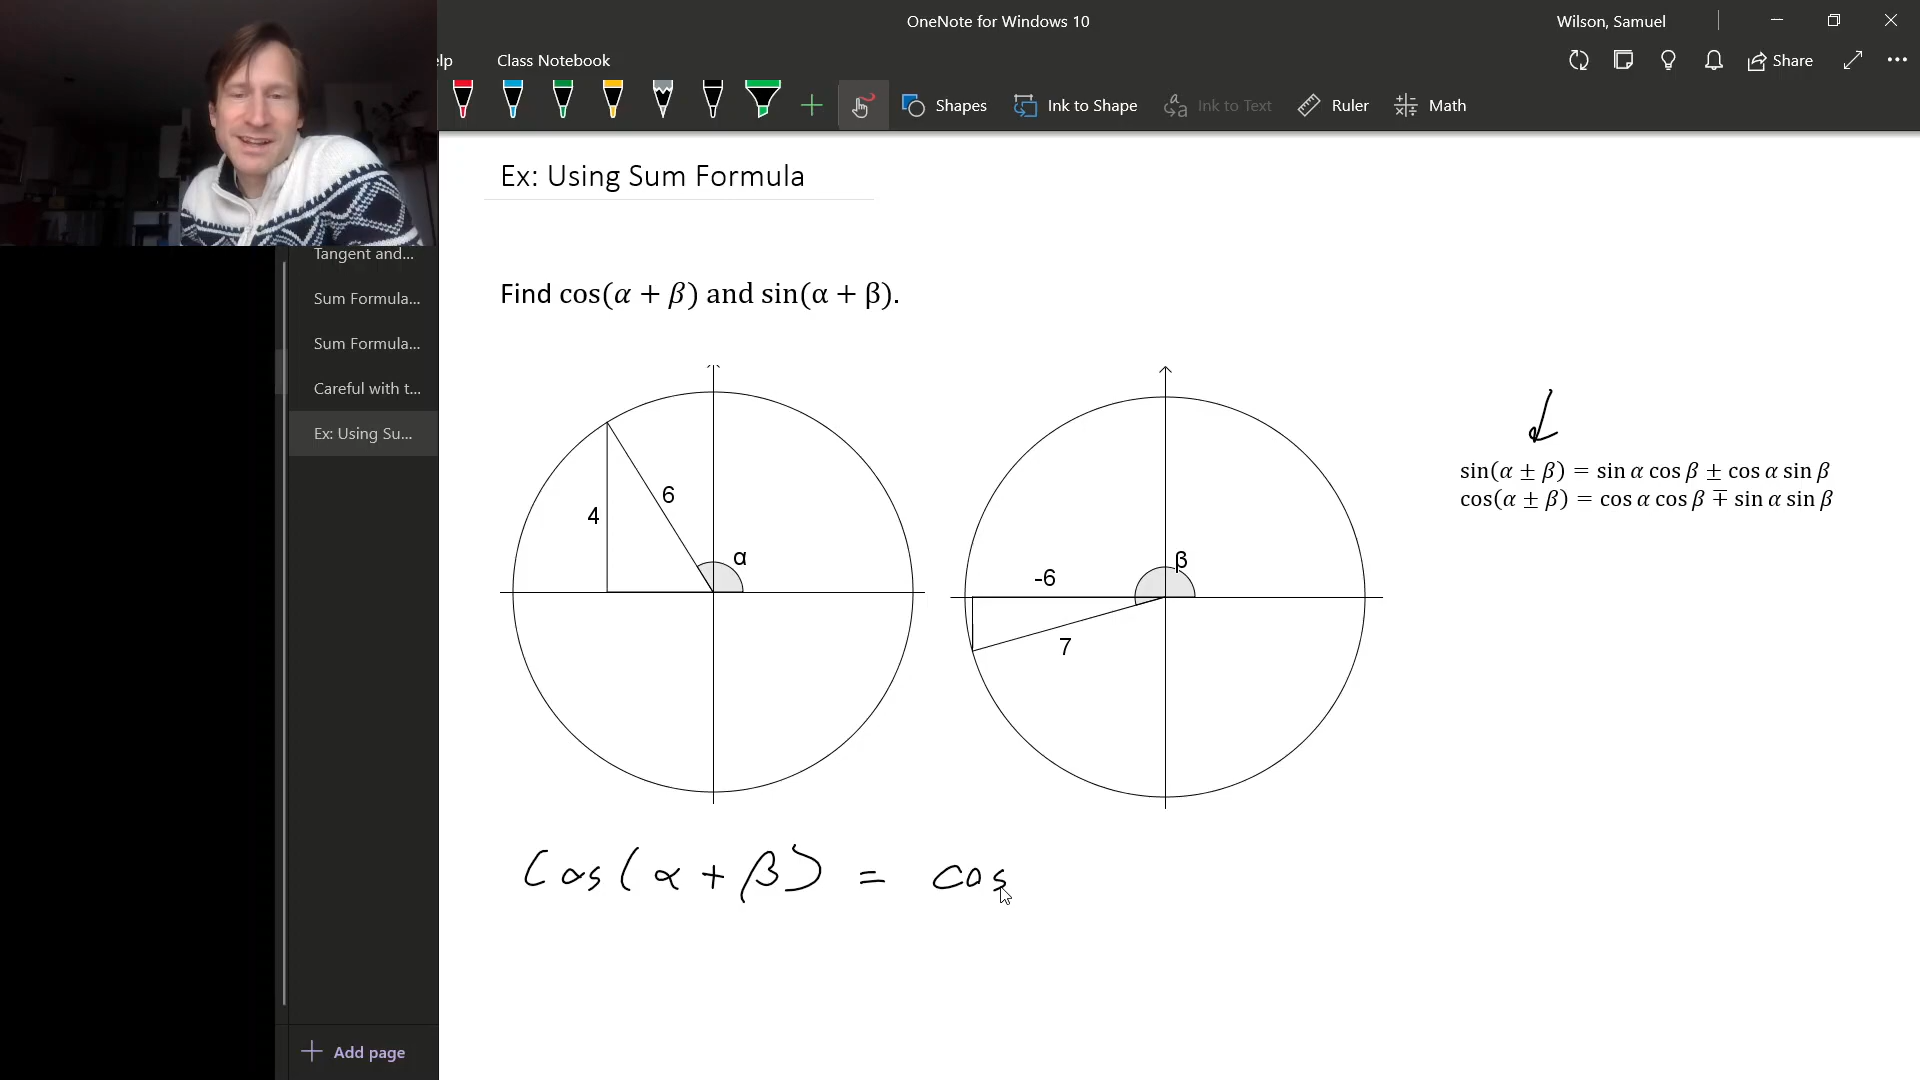 OneNote for Windows 10
Wilson, Samuel
lp
Class Notebook
Share
Shapes
Ink to Shape
Ink to Text
Ruler
Math
Tangent and...
Sum Formula...
Sum Formula...
Careful with t...
Ex: Using Su...
Add page
Ex: Using Sum Formula
Find cos(α + β) and sin(α + β).
4
6
α
-6
β
7
sin(α ± β) = sin α cos β ± cos α sin β
cos(α ± β) = cos α cos β ∓ sin α sin β
Cos(α + β) = cos